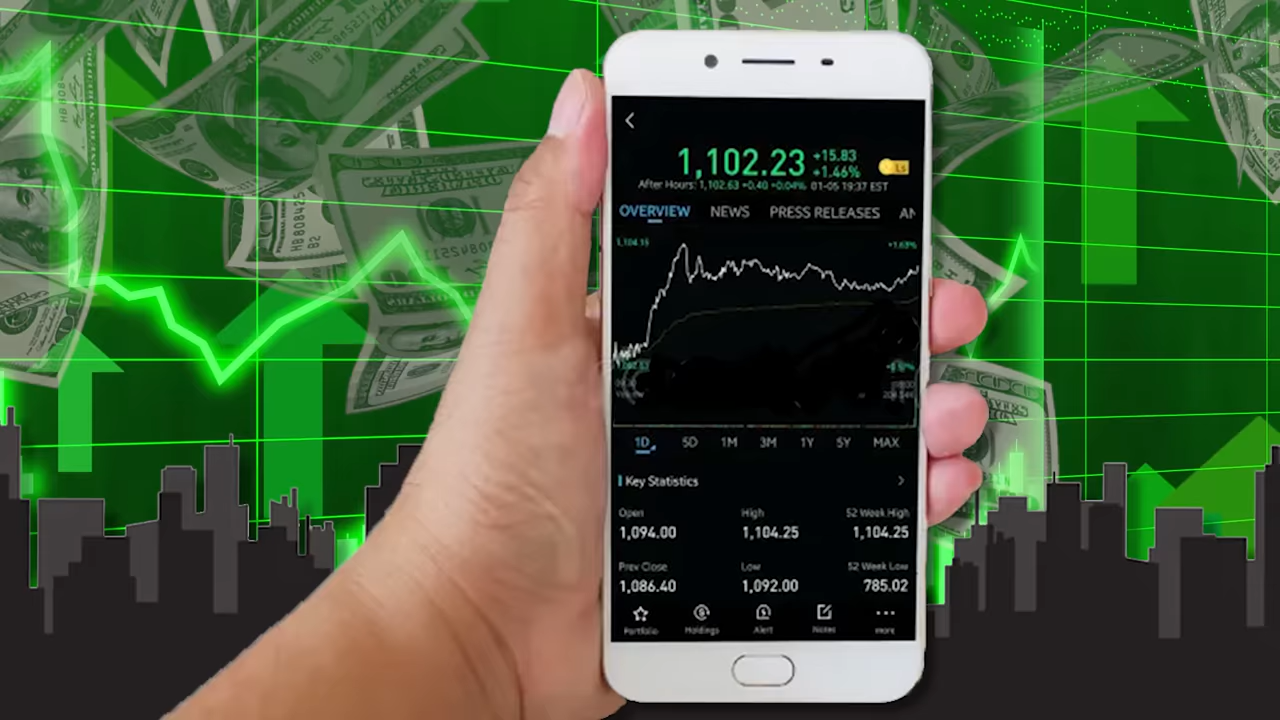 1,102.23 +15.83
+1.46%
After Hours: 1,102.63 +0.40 +0.04% 01-05 19:37 EST
OVERVIEW NEWS PRESS RELEASES AN
1,104.15 +1.63%
1D 5D 1M 3M 1Y 5Y MAX
Key Statistics
Open High 52 Week High
1,094.00 1,104.25 1,104.25
Prev Close Low 52 Week Low
1,086.40 1,092.00 785.02
Portfolio Holdings Alert Notes more
HB808425
B2